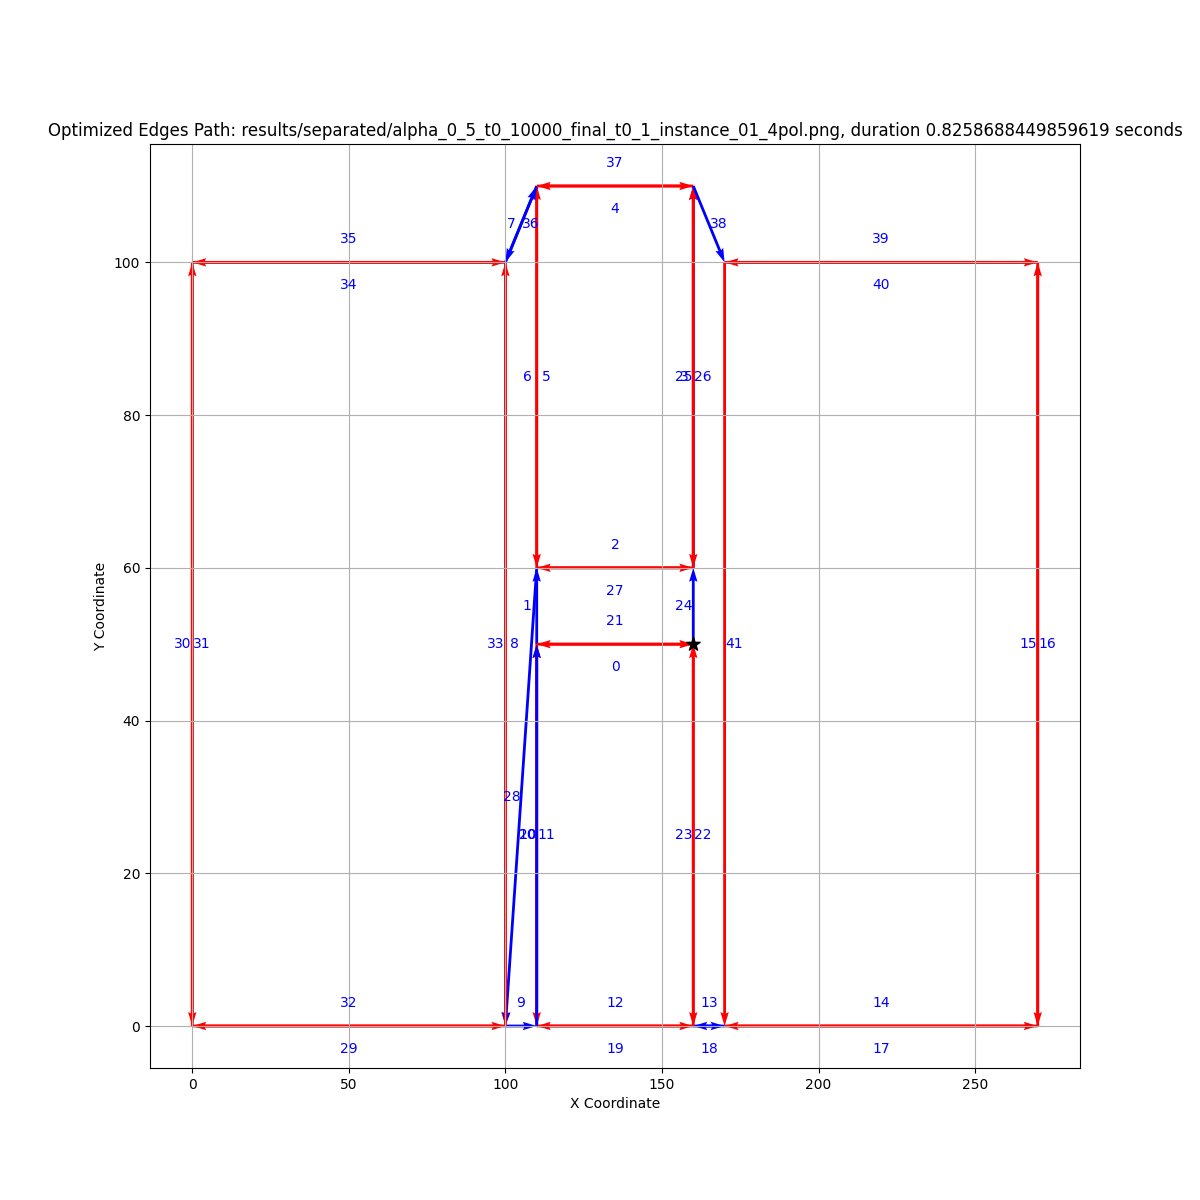 Optimized Edges Path: results/separated/alpha_0_5_t0_10000_final_t0_1_instance_01_4pol.png, duration 0.8258688449859619 seconds
37
4
7 36 38
35 39
34 40
100
6 5 25 3 26
80
2
60
27
1 24
21
30 31 33 8 41 15 16
0
40
28
10 20 11 23 22
20
32 9 12 13 14
0
29 19 18 17
0 50 100 150 200 250
X Coordinate
Y Coordinate